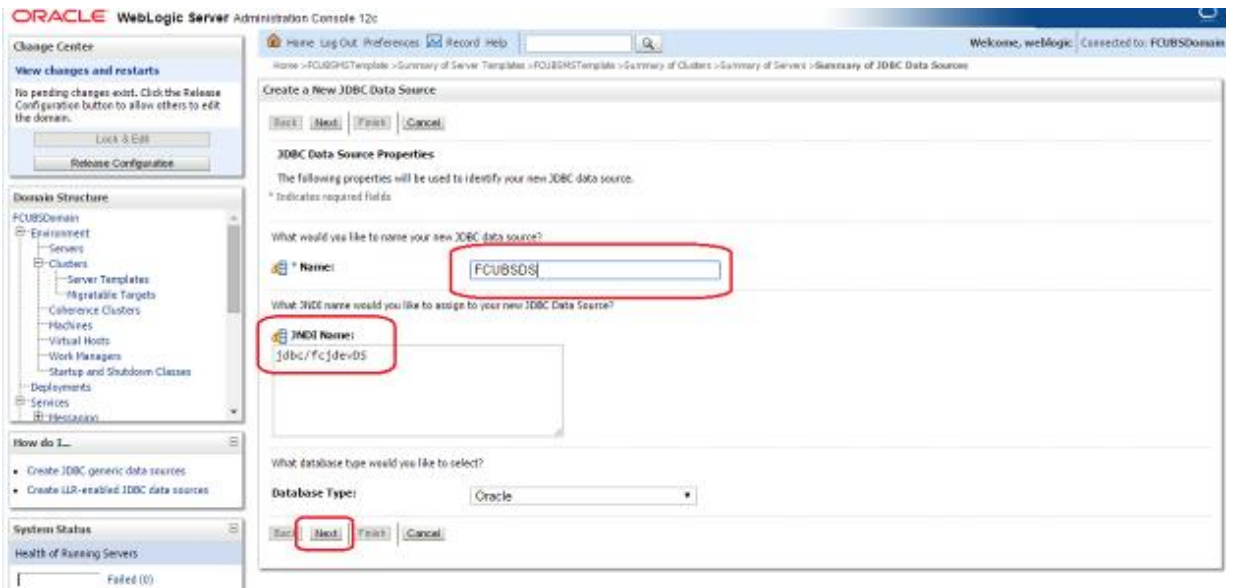 ORACLE WebLogic Server Administration Console 12c
Change Center
View changes and restarts
No pending changes exist. Click the Release
Configuration button to allow others to edit
the domain.
Lock & Edit
Release Configuration
Domain Structure
FCUBSDomain
Environment
Servers
Clusters
Server Templates
Migratable Targets
Coherence Clusters
Machines
Virtual Hosts
Work Managers
Startup and Shutdown Classes
Deployments
Services
Messaging
How do I...
Create JDBC generic data sources
Create LLR-enabled JDBC data sources
System Status
Health of Running Servers
Failed (0)
Home Log Out Preferences Record Help
Welcome, weblogic Connected to: FCUBSDomain
Home >FCUBSMSTemplate >Summary of Server Templates >FCUBSMSTemplate >Summary of Clusters >Summary of Servers >Summary of JDBC Data Sources
Create a New JDBC Data Source
Back Next Finish Cancel
JDBC Data Source Properties
The following properties will be used to identify your new JDBC data source.
* Indicates required fields
What would you like to name your new JDBC data source?
* Name: FCUBSDS
What JNDI name would you like to assign to your new JDBC Data Source?
JNDI Name:
jdbc/fcjdevDS
What database type would you like to select?
Database Type: Oracle
Back Next Finish Cancel